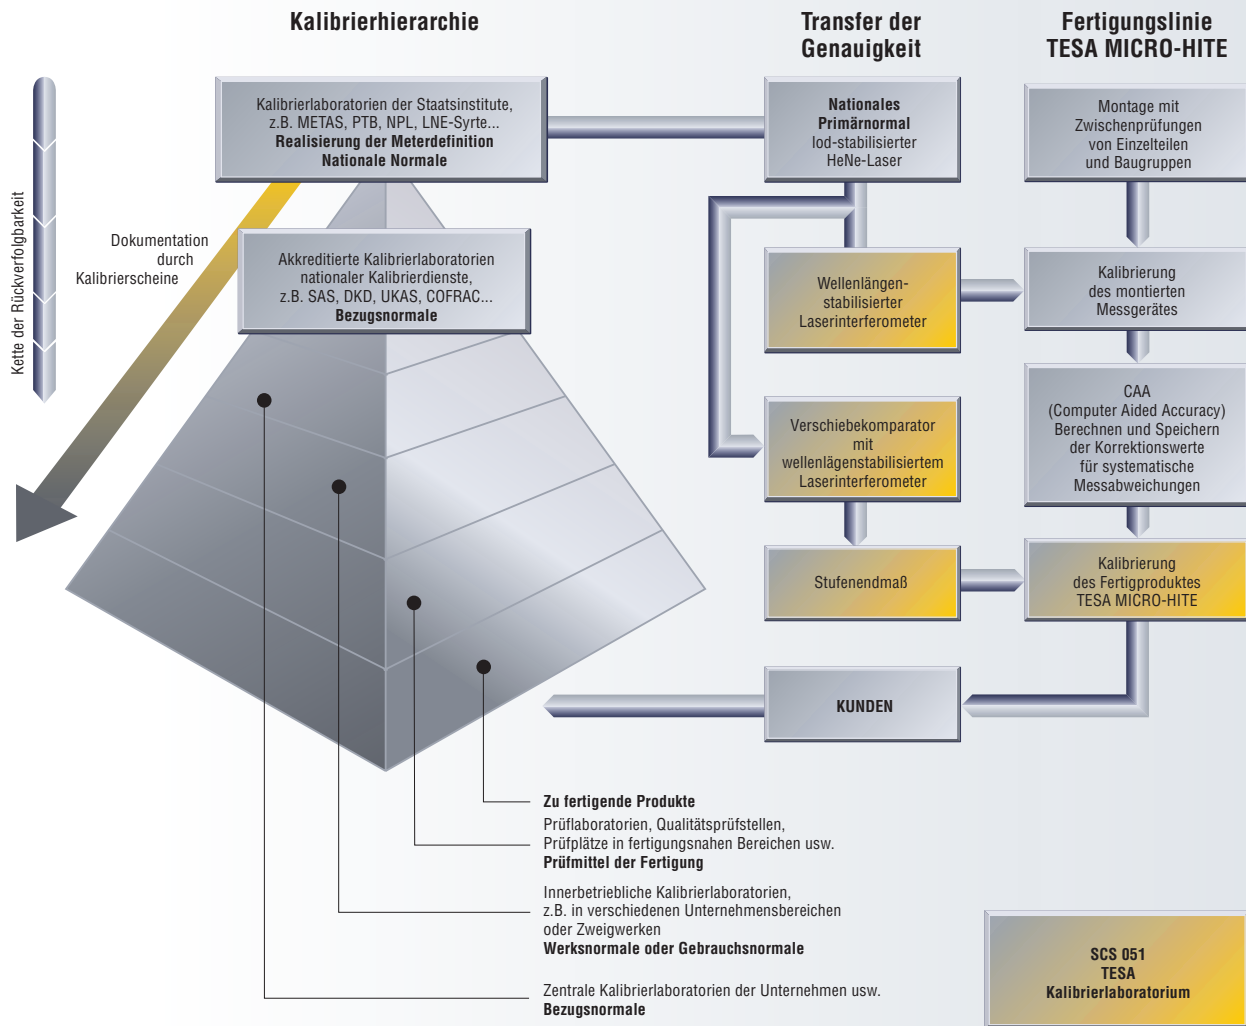 Kalibrierhierarchie
Transfer der
Genauigkeit
Fertigungslinie
TESA MICRO-HITE
Kette der Rückverfolgbarkeit
Dokumentation
durch
Kalibrierscheine
Kalibrierlaboratorien der Staatsinstitute,
z.B. METAS, PTB, NPL, LNE-Syrte...
Realisierung der Meterdefinition
Nationale Normale
Akkreditierte Kalibrierlaboratorien
nationaler Kalibrierdienste,
z.B. SAS, DKD, UKAS, COFRAC...
Bezugsnormale
Nationales
Primärnormal
Iod-stabilisierter
HeNe-Laser
Wellenlängen-
stabilisierter
Laserinterferometer
Verschiebekomparator
mit
wellenlägenstabilisiertem
Laserinterferometer
Stufenendmaß
KUNDEN
Montage mit
Zwischenprüfungen
von Einzelteilen
und Baugruppen
Kalibrierung
des montierten
Messgerätes
CAA
(Computer Aided Accuracy)
Berechnen und Speichern
der Korrektionswerte
für systematische
Messabweichungen
Kalibrierung
des Fertigproduktes
TESA MICRO-HITE
Zu fertigende Produkte
Prüflaboratorien, Qualitätsprüfstellen,
Prüfplätze in fertigungsnahen Bereichen usw.
Prüfmittel der Fertigung
Innerbetriebliche Kalibrierlaboratorien,
z.B. in verschiedenen Unternehmensbereichen
oder Zweigwerken
Werksnormale oder Gebrauchsnormale
Zentrale Kalibrierlaboratorien der Unternehmen usw.
Bezugsnormale
SCS 051
TESA
Kalibrierlaboratorium